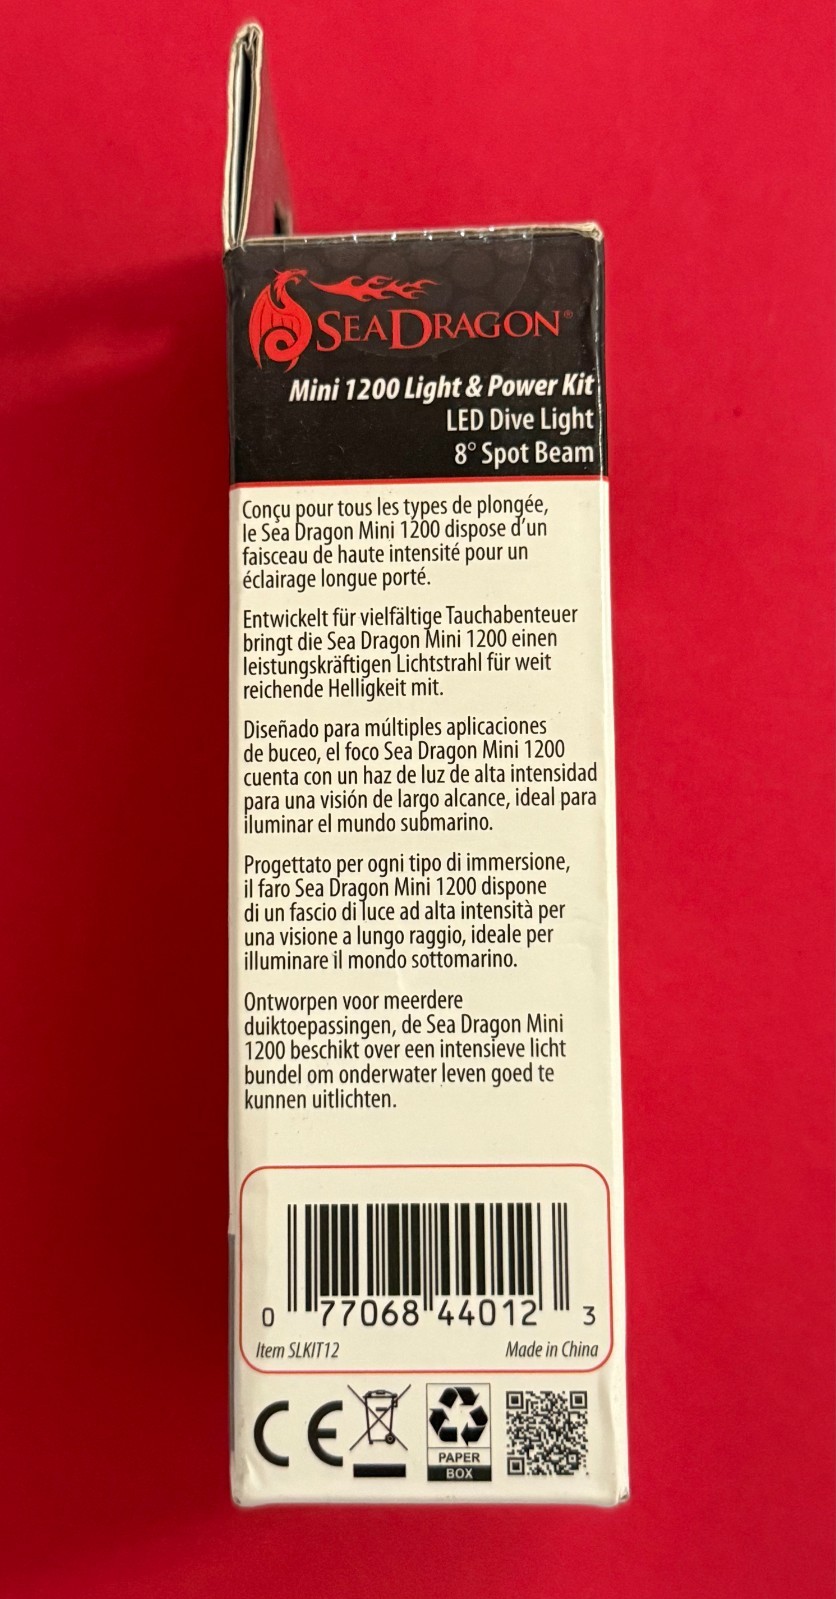 SEADRAGON®
Mini 1200 Light & Power Kit
LED Dive Light
8° Spot Beam
Conçu pour tous les types de plongée,
le Sea Dragon Mini 1200 dispose d'un
faisceau de haute intensité pour un
éclairage longue porté.
Entwickelt für vielfältige Tauchabenteuer
bringt die Sea Dragon Mini 1200 einen
leistungskräftigen Lichtstrahl für weit
reichende Helligkeit mit.
Diseñado para múltiples aplicaciones
de buceo, el foco Sea Dragon Mini 1200
cuenta con un haz de luz de alta intensidad
para una visión de largo alcance, ideal para
iluminar el mundo submarino.
Progettato per ogni tipo di immersione,
il faro Sea Dragon Mini 1200 dispone
di un fascio di luce ad alta intensità per
una visione a lungo raggio, ideale per
illuminare il mondo sottomarino.
Ontworpen voor meerdere
duiktoepassingen, de Sea Dragon Mini
1200 beschikt over een intensieve licht
bundel om onderwater leven goed te
kunnen uitlichten.
0 77068 44012 3
Item SLKIT12 Made in China
CE
PAPER
BOX